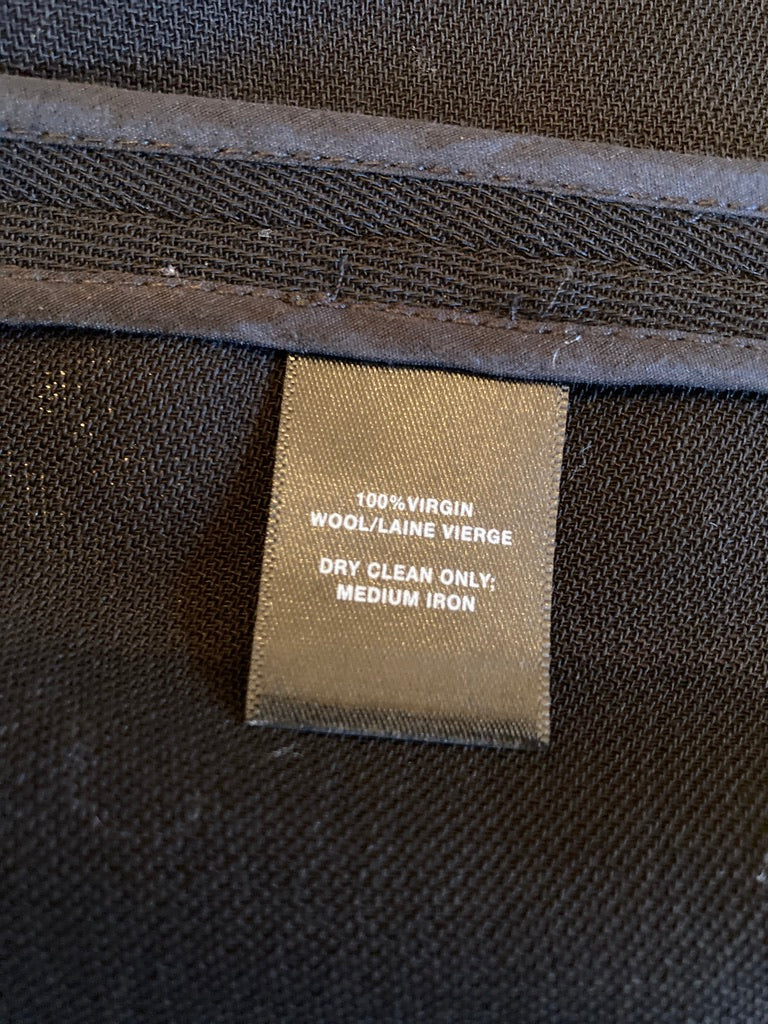 100%VIRGIN
WOOL/LAINE VIERGE
DRY CLEAN ONLY;
MEDIUM IRON